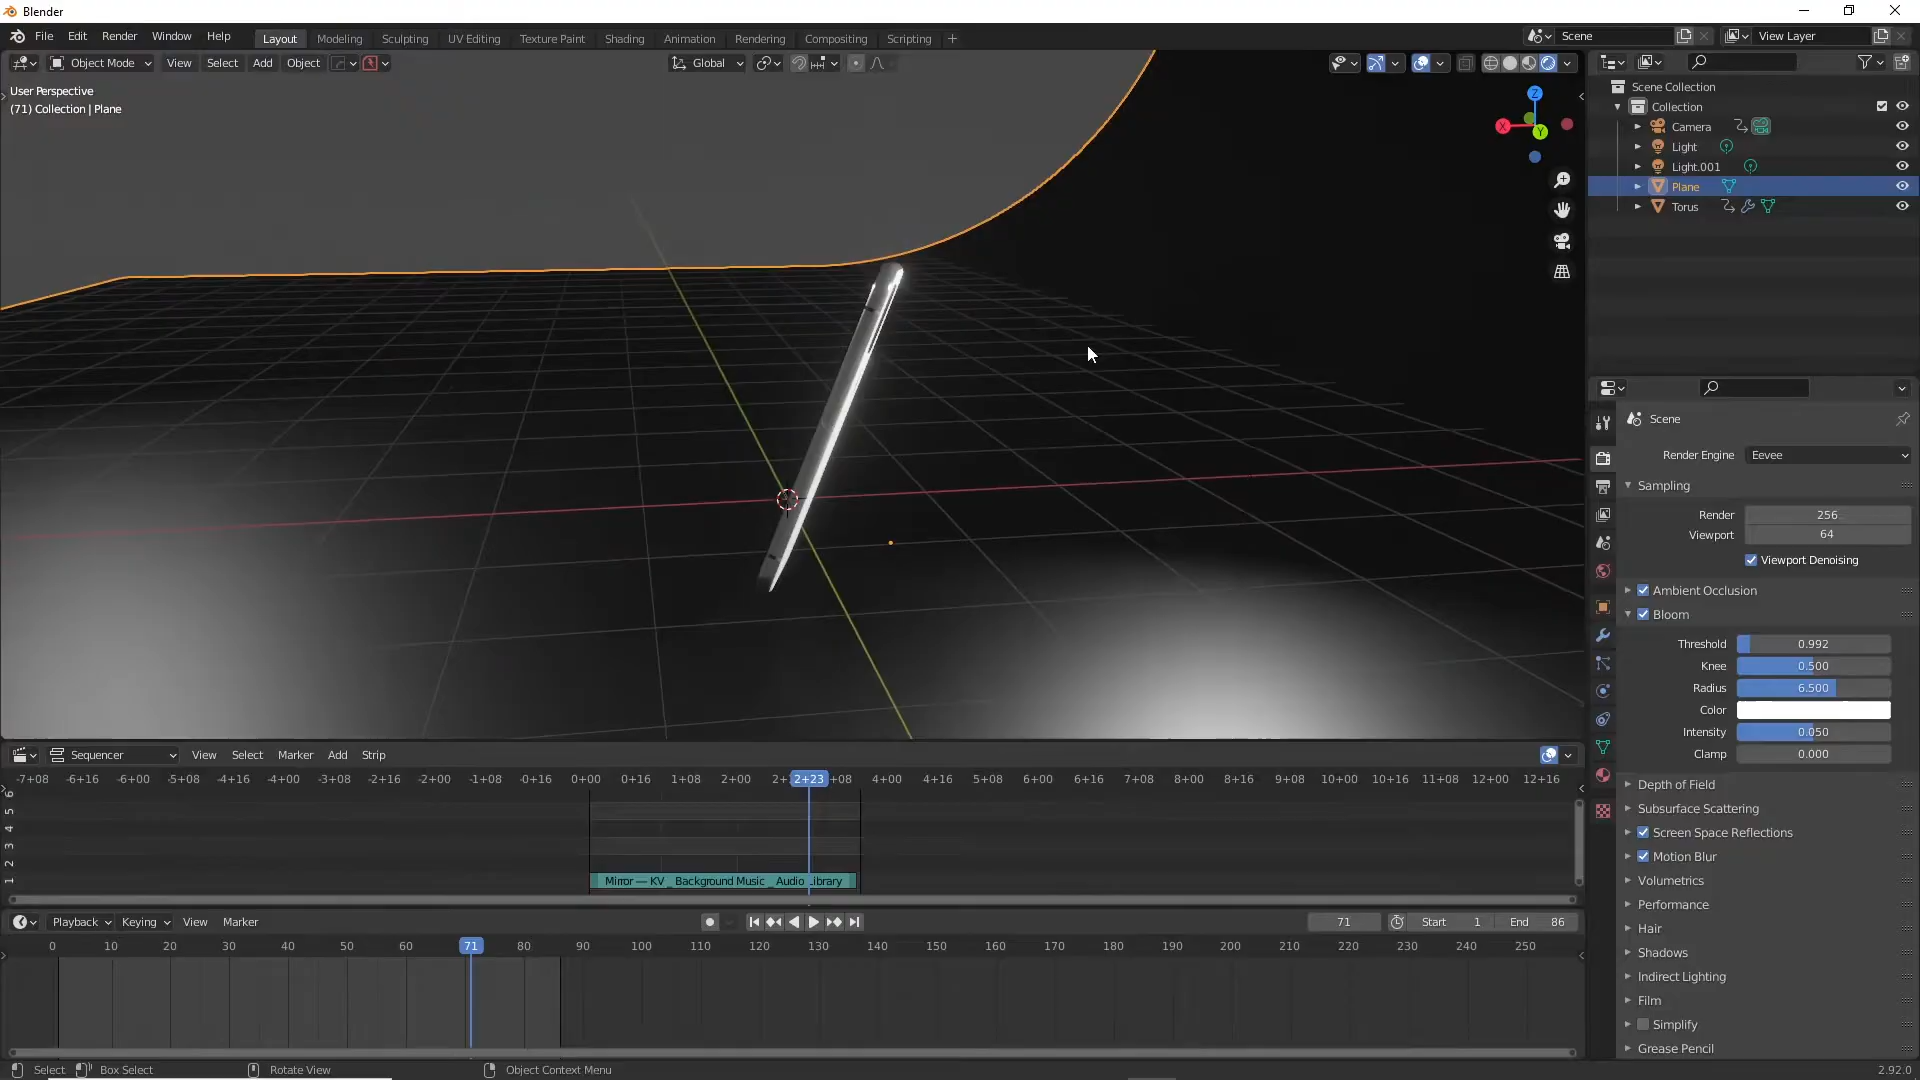 Blender
File Edit Render Window Help
Layout Modeling Sculpting UV Editing Texture Paint Shading Animation Rendering Compositing Scripting +
Scene
View Layer
Object Mode View Select Add Object
Global
User Perspective
(71) Collection | Plane
Z
X
Y
Scene Collection
Collection
Camera
Light
Light.001
Plane
Torus
Scene
Render Engine Eevee
Sampling
Render 256
Viewport 64
Viewport Denoising
Ambient Occlusion
Bloom
Threshold 0.992
Knee 0.500
Radius 6.500
Color
Intensity 0.050
Clamp 0.000
Depth of Field
Subsurface Scattering
Screen Space Reflections
Motion Blur
Volumetrics
Performance
Hair
Shadows
Indirect Lighting
Film
Simplify
Grease Pencil
Sequencer View Select Marker Add Strip
-7+08 -6+16 -6+00 -5+08 -4+16 -4+00 -3+08 -2+16 -2+00 -1+08 -0+16 0+00 0+16 1+08 2+00 2+23 +08 4+00 4+16 5+08 6+00 6+16 7+08 8+00 8+16 9+08 10+00 10+16 11+08 12+00 12+16
6
5
4
3
2
1
Mirror — KV _ Background Music _ Audio Library
Playback Keying View Marker
71 Start 1 End 86
0 10 20 30 40 50 60 71 80 90 100 110 120 130 140 150 160 170 180 190 200 210 220 230 240 250
Select Box Select Rotate View Object Context Menu
2.92.0